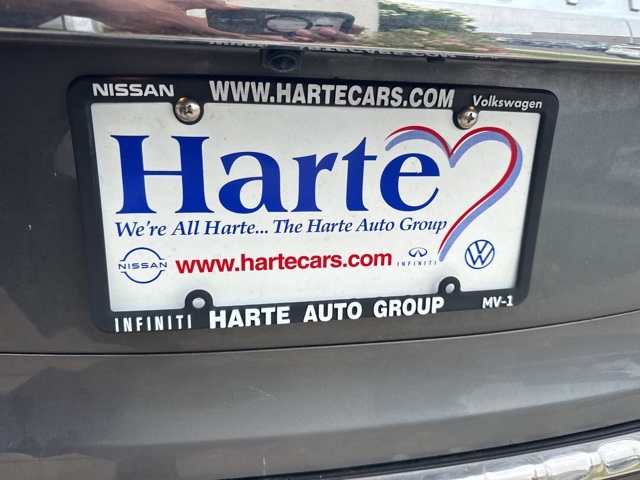 NISSAN WWW.HARTECARS.COM Volkswagen
Harte
We're All Harte... The Harte Auto Group
NISSAN www.hartecars.com INFINITI
INFINITI HARTE AUTO GROUP MV-1